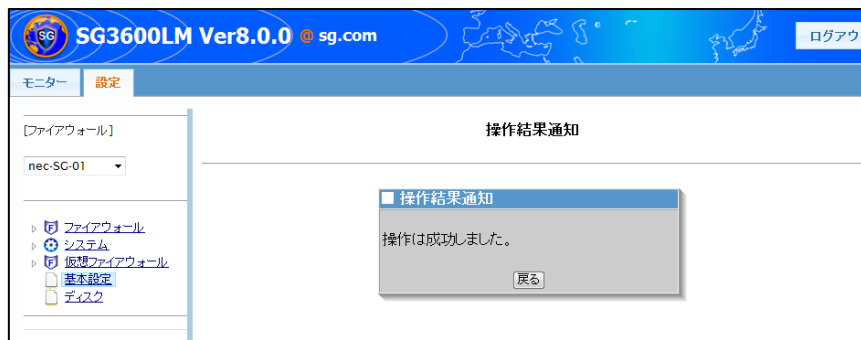 SG
SG3600LM Ver8.0.0 @ sg.com
ログアウ
モニター
設定
[ファイアウォール]
nec-SG-01
ファイアウォール
システム
仮想ファイアウォール
基本設定
ディスク
操作結果通知
操作結果通知
操作は成功しました。
戻る